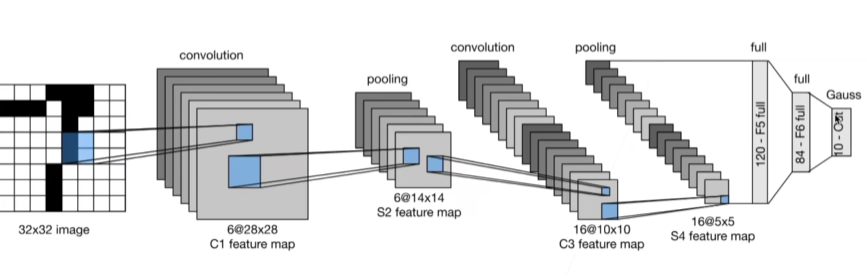 convolution
pooling
convolution
pooling
full
full
Gauss
120 - F5 full
84 - F6 full
10 - Out
32x32 image
6@28x28
C1 feature map
6@14x14
S2 feature map
16@10x10
C3 feature map
16@5x5
S4 feature map